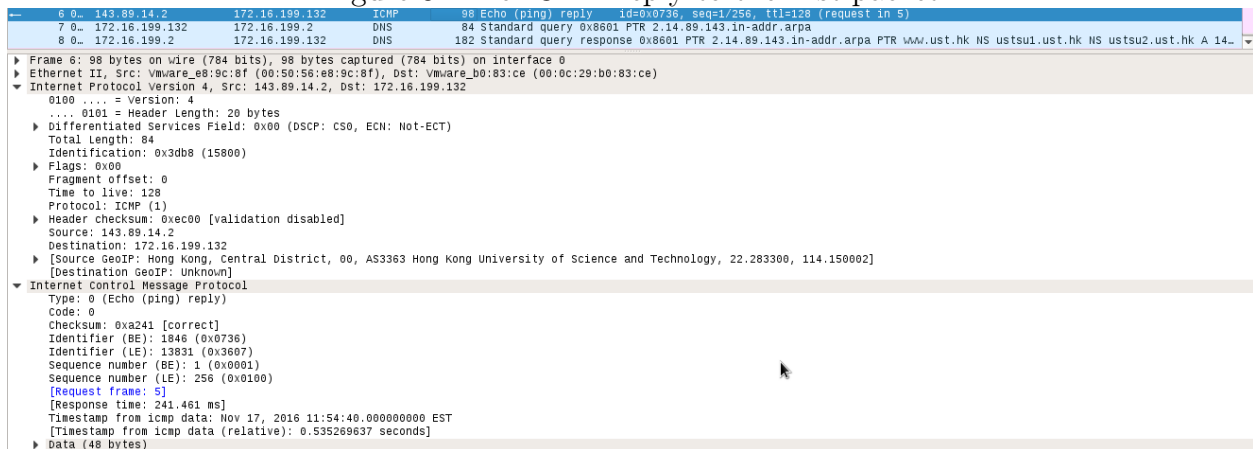 6 0… 143.89.14.2 172.16.199.132 ICMP 98 Echo (ping) reply id=0x0736, seq=1/256, ttl=128 (request in 5)
7 0… 172.16.199.132 172.16.199.2 DNS 84 Standard query 0x8601 PTR 2.14.89.143.in-addr.arpa
8 0… 172.16.199.2 172.16.199.132 DNS 182 Standard query response 0x8601 PTR 2.14.89.143.in-addr.arpa PTR www.ust.hk NS ustsu1.ust.hk NS ustsu2.ust.hk A 14…
Frame 6: 98 bytes on wire (784 bits), 98 bytes captured (784 bits) on interface 0
Ethernet II, Src: Vmware_e8:9c:8f (00:50:56:e8:9c:8f), Dst: Vmware_b0:83:ce (00:0c:29:b0:83:ce)
Internet Protocol Version 4, Src: 143.89.14.2, Dst: 172.16.199.132
0100 .... = Version: 4
.... 0101 = Header Length: 20 bytes
Differentiated Services Field: 0x00 (DSCP: CS0, ECN: Not-ECT)
Total Length: 84
Identification: 0x3db8 (15800)
Flags: 0x00
Fragment offset: 0
Time to live: 128
Protocol: ICMP (1)
Header checksum: 0xec00 [validation disabled]
Source: 143.89.14.2
Destination: 172.16.199.132
[Source GeoIP: Hong Kong, Central District, 00, AS3363 Hong Kong University of Science and Technology, 22.283300, 114.150002]
[Destination GeoIP: Unknown]
Internet Control Message Protocol
Type: 0 (Echo (ping) reply)
Code: 0
Checksum: 0xa241 [correct]
Identifier (BE): 1846 (0x0736)
Identifier (LE): 13831 (0x3607)
Sequence number (BE): 1 (0x0001)
Sequence number (LE): 256 (0x0100)
[Request frame: 5]
[Response time: 241.461 ms]
Timestamp from icmp data: Nov 17, 2016 11:54:40.000000000 EST
[Timestamp from icmp data (relative): 0.535269637 seconds]
Data (48 bytes)